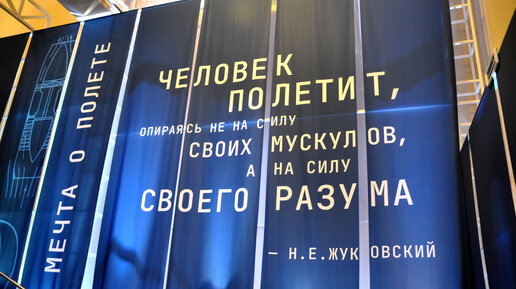 МЕЧТА О ПОЛЕТЕ
ЧЕЛОВЕК
ПОЛЕТИТ,
ОПИРАЯСЬ НЕ НА СИЛУ
СВОИХ МУСКУЛОВ,
А НА СИЛУ
СВОЕГО РАЗУМА
— Н.Е.ЖУКОВСКИЙ